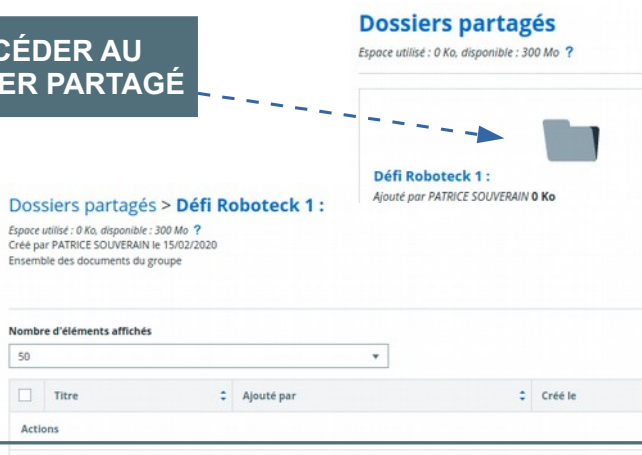 CÉDER AU
ER PARTAGÉ
Dossiers partagés
Espace utilisé : 0 Ko, disponible : 300 Mo ?
Défi Roboteck 1 :
Ajouté par PATRICE SOUVERAIN 0 Ko
Dossiers partagés > Défi Roboteck 1 :
Espace utilisé : 0 Ko, disponible : 300 Mo ?
Créé par PATRICE SOUVERAIN le 15/02/2020
Ensemble des documents du groupe
Nombre d'éléments affichés
50
Titre Ajouté par Créé le
Actions